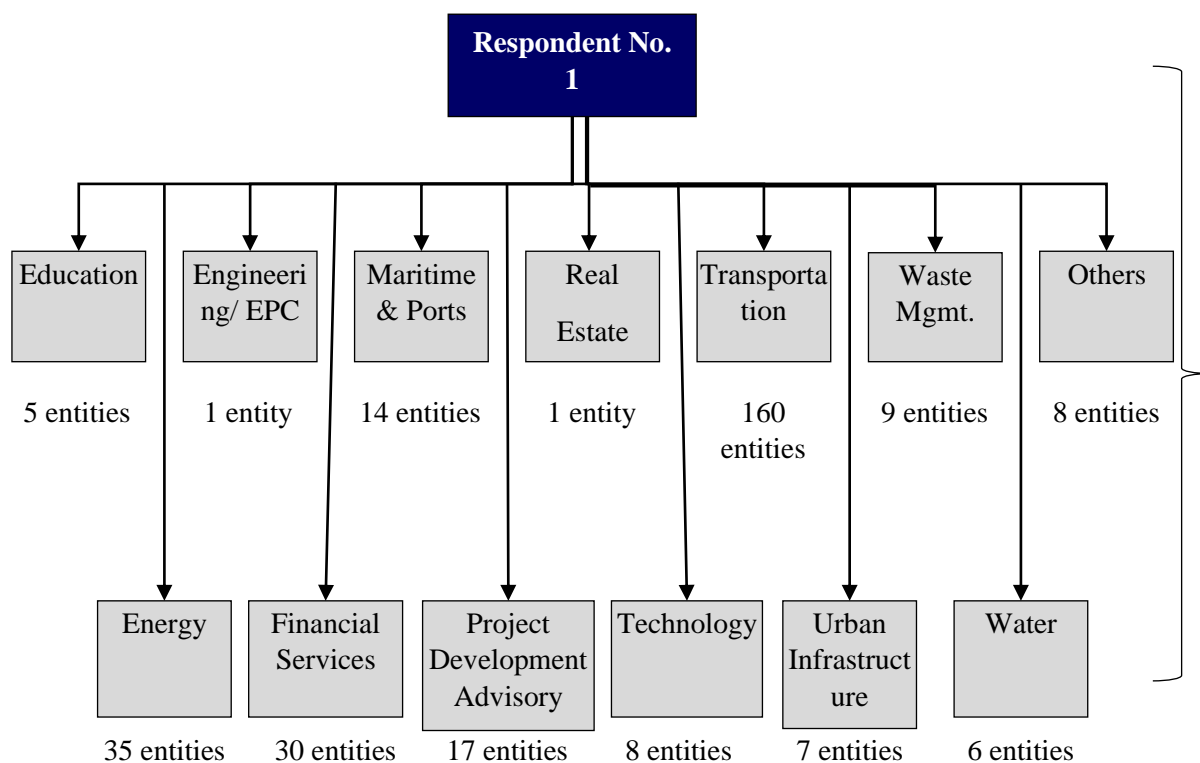 Respondent No.
1
Education
Engineeri
ng/ EPC
Maritime
& Ports
Real
Estate
Transporta
tion
Waste
Mgmt.
Others
5 entities
1 entity
14 entities
1 entity
160
entities
9 entities
8 entities
Energy
Financial
Services
Project
Development
Advisory
Technology
Urban
Infrastruct
ure
Water
35 entities
30 entities
17 entities
8 entities
7 entities
6 entities